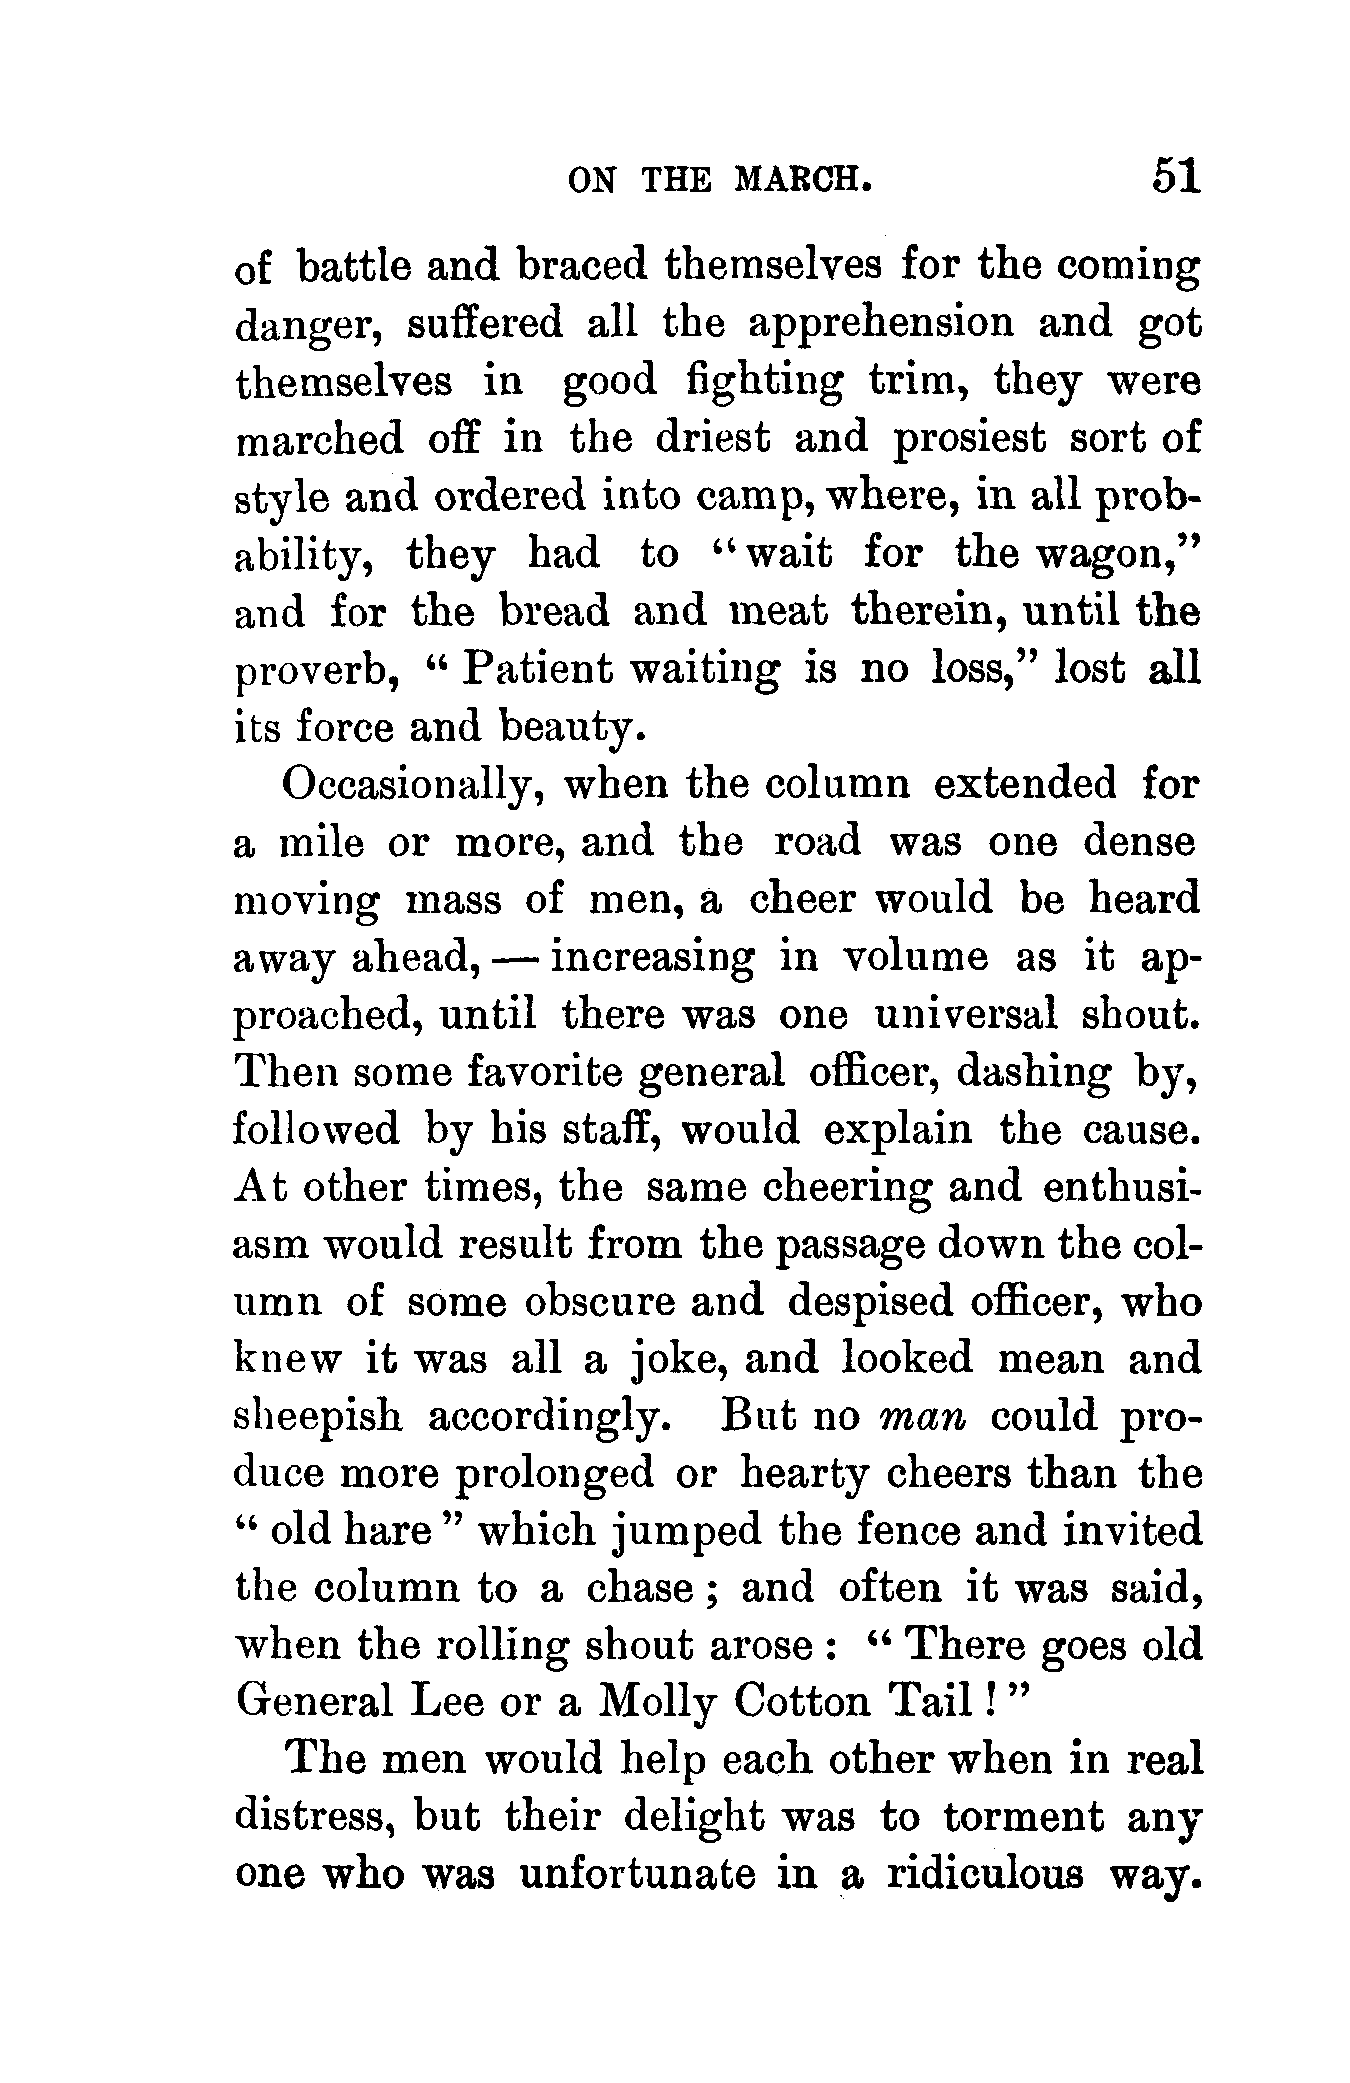 ON THE MARCH. 51
of battle and braced themselves for the coming
danger, suffered all the apprehension and got
themselves in good fighting trim, they were
marched off in the driest and prosiest sort of
style and ordered into camp, where, in all prob-
ability, they had to “wait for the wagon,”
and for the bread and meat therein, until the
proverb, “ Patient waiting is no loss,” lost all
its force and beauty.
Occasionally, when the column extended for
a mile or more, and the road was one dense
moving mass of men, a cheer would be heard
away ahead, — increasing in volume as it ap-
proached, until there was one universal shout.
Then some favorite general officer, dashing by,
followed by his staff, would explain the cause.
At other times, the same cheering and enthusi-
asm would result from the passage down the col-
umn of some obscure and despised officer, who
knew it was all a joke, and looked mean and
sheepish accordingly. But no man could pro-
duce more prolonged or hearty cheers than the
“ old hare ” which jumped the fence and invited
the column to a chase ; and often it was said,
when the rolling shout arose : “ There goes old
General Lee or a Molly Cotton Tail ! ”
The men would help each other when in real
distress, but their delight was to torment any
one who was unfortunate in a ridiculous way.